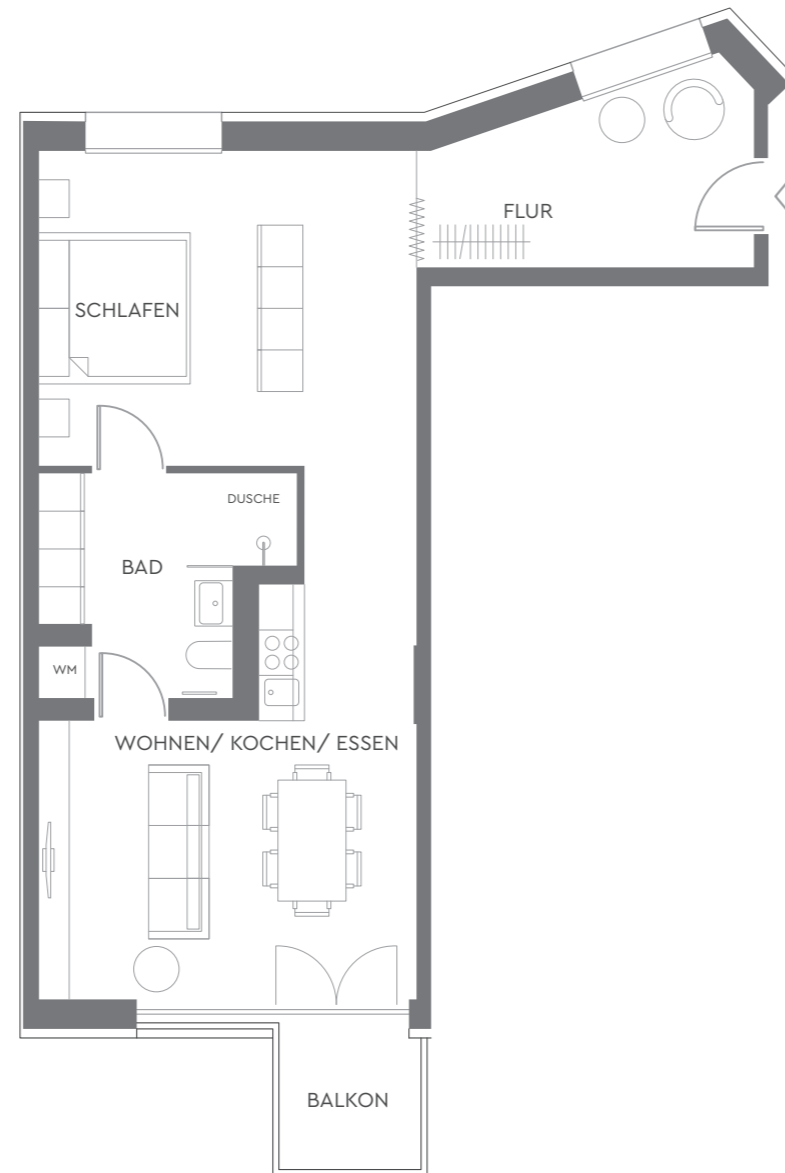 FLUR
SCHLAFEN
DUSCHE
BAD
WM
WOHNEN/ KOCHEN/ ESSEN
BALKON